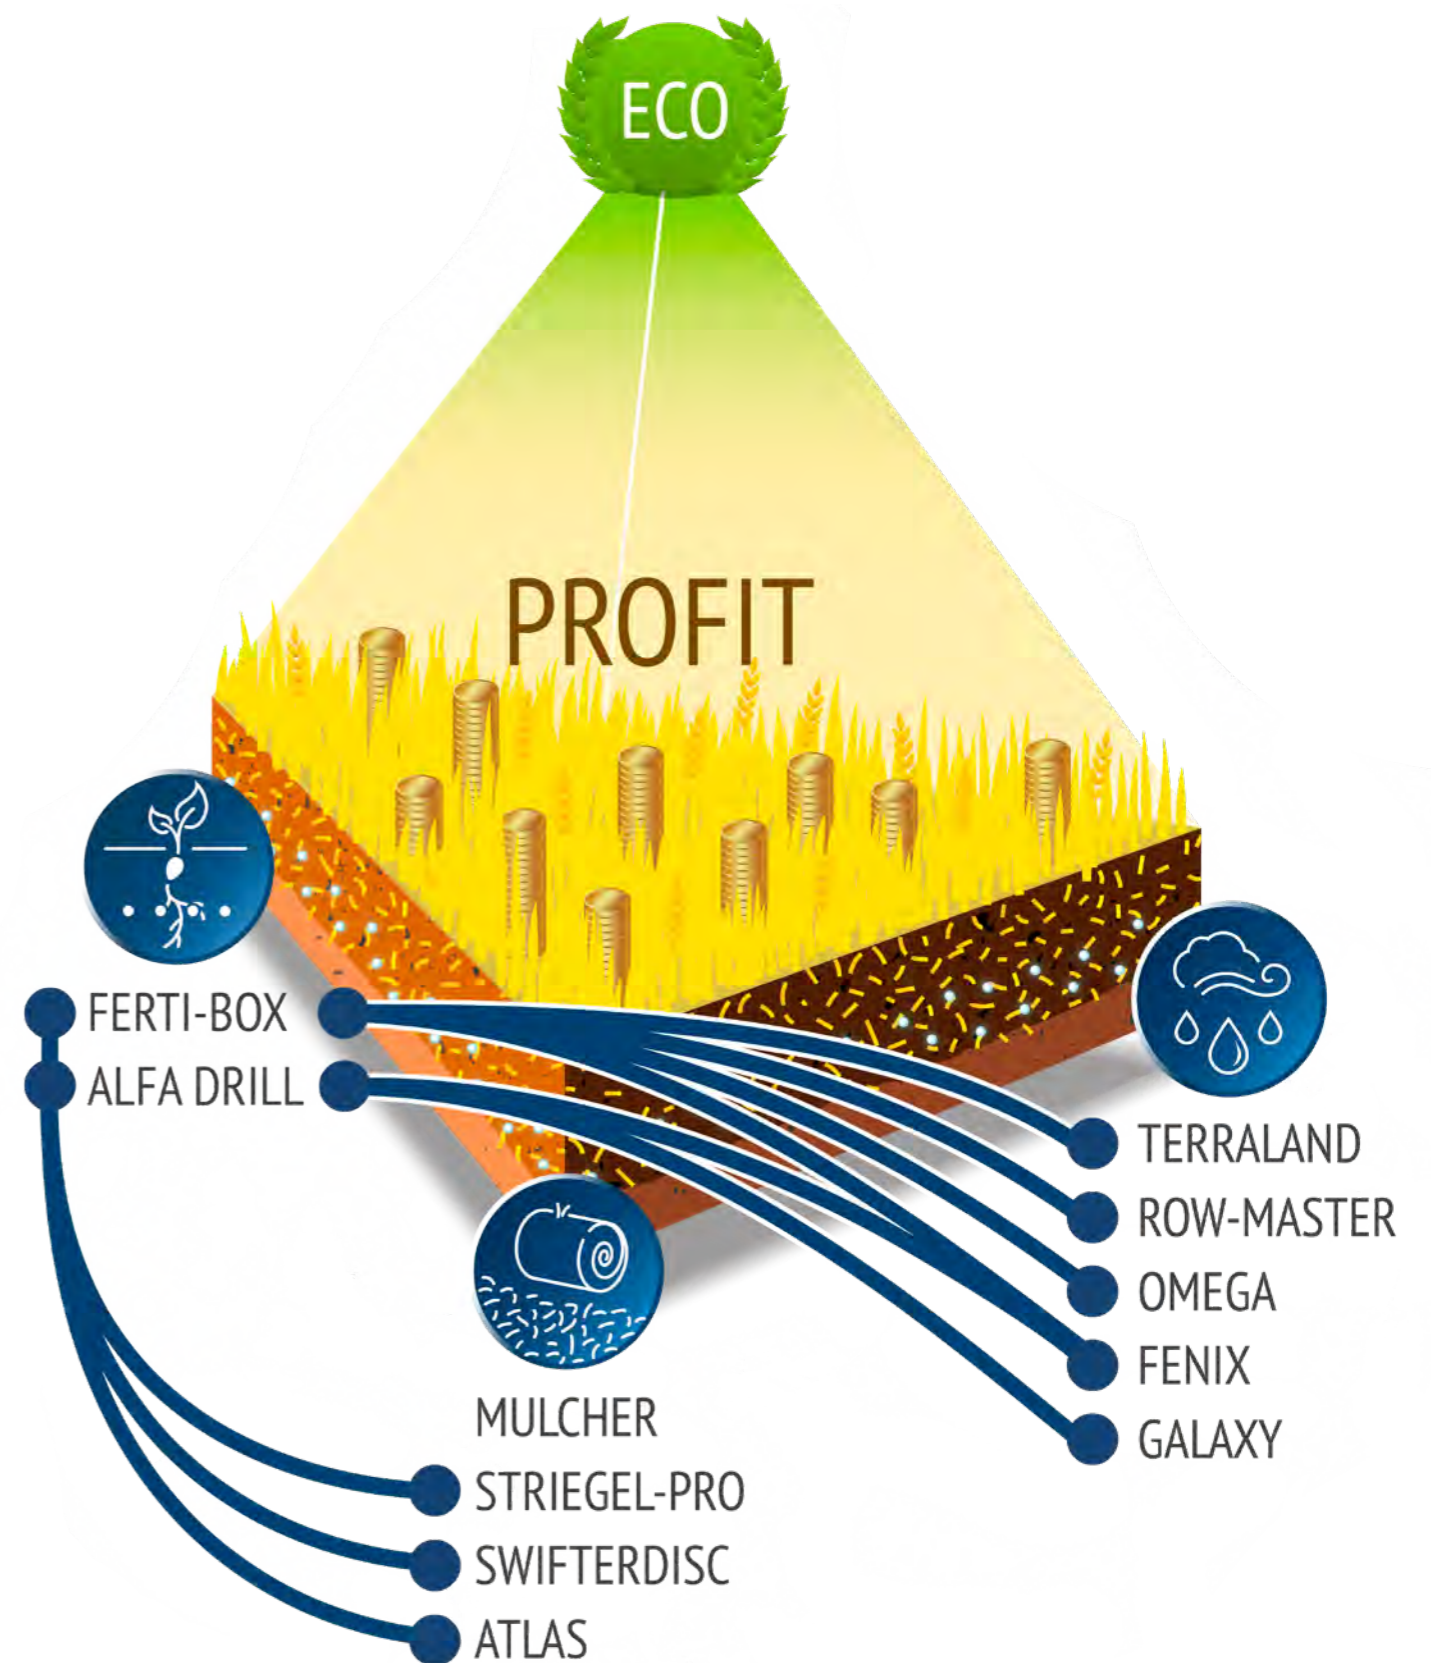 ECO
PROFIT
FERTI-BOX
ALFA DRILL
TERRALAND
ROW-MASTER
OMEGA
FENIX
GALAXY
MULCHER
STRIEGEL-PRO
SWIFTERDISC
ATLAS